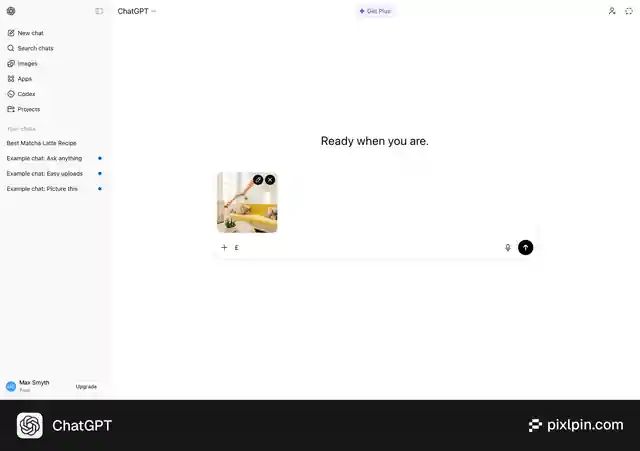 ChatGPT
Get Plus
New chat
Search chats
Images
Apps
Codex
Projects
Your chats
Best Matcha Latte Recipe
Example chat: Ask anything
Example chat: Easy uploads
Example chat: Picture this
Ready when you are.
E
Max Smyth
Free
Upgrade
ChatGPT
pixlpin.com